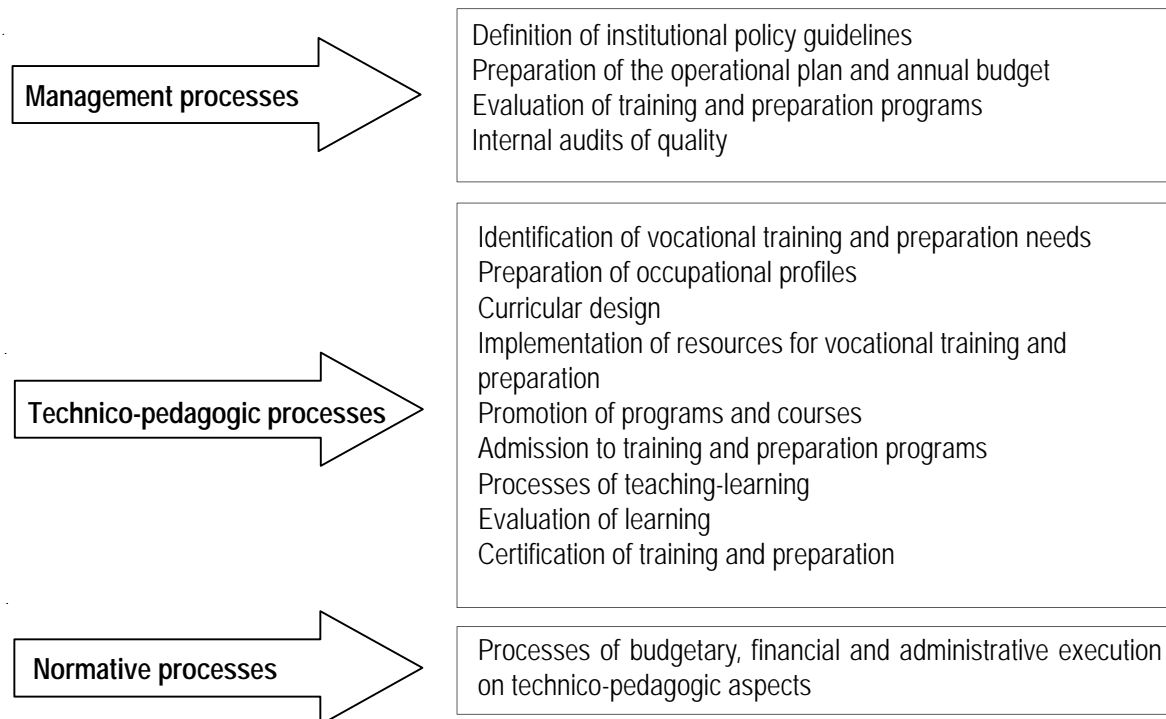 Management processes
Definition of institutional policy guidelines
Preparation of the operational plan and annual budget
Evaluation of training and preparation programs
Internal audits of quality
Technico-pedagogic processes
Identification of vocational training and preparation needs
Preparation of occupational profiles
Curricular design
Implementation of resources for vocational training and
preparation
Promotion of programs and courses
Admission to training and preparation programs
Processes of teaching-learning
Evaluation of learning
Certification of training and preparation
Normative processes
Processes of budgetary, financial and administrative execution
on technico-pedagogic aspects